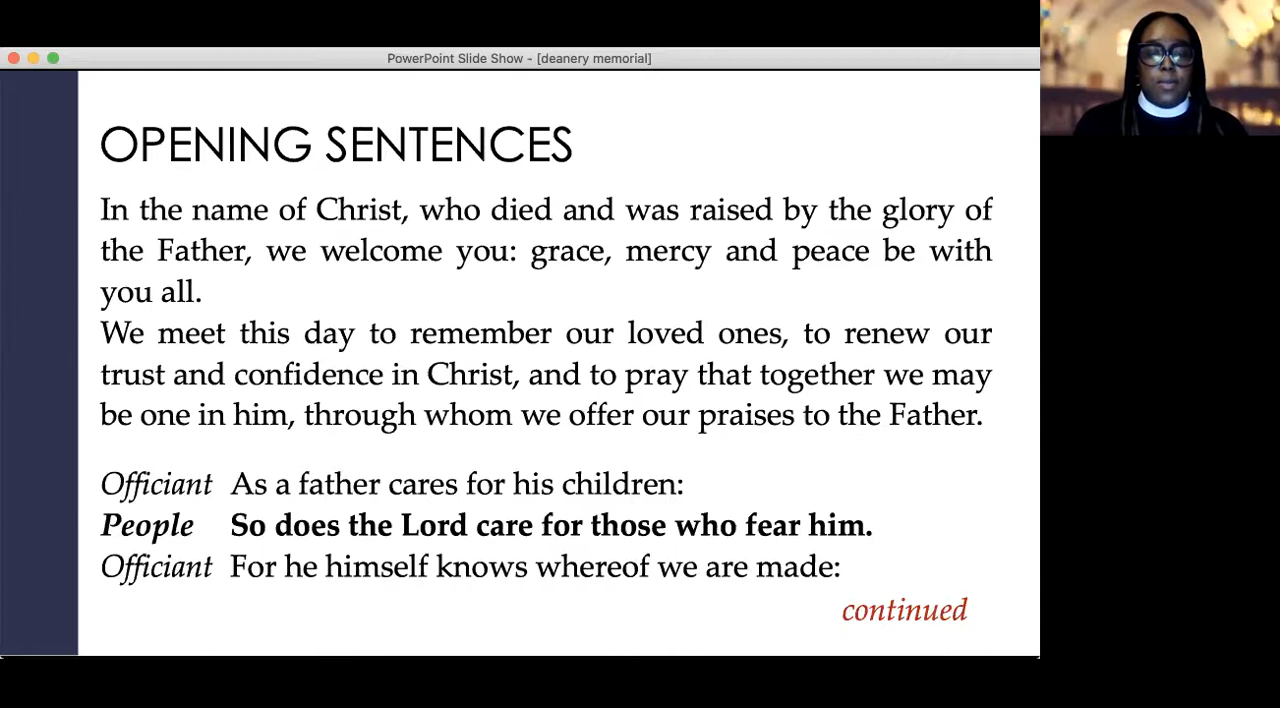 PowerPoint Slide Show - [deanery memorial]
OPENING SENTENCES
In the name of Christ, who died and was raised by the glory of
the Father, we welcome you: grace, mercy and peace be with
you all.
We meet this day to remember our loved ones, to renew our
trust and confidence in Christ, and to pray that together we may
be one in him, through whom we offer our praises to the Father.
Officiant As a father cares for his children:
People So does the Lord care for those who fear him.
Officiant For he himself knows whereof we are made:
continued